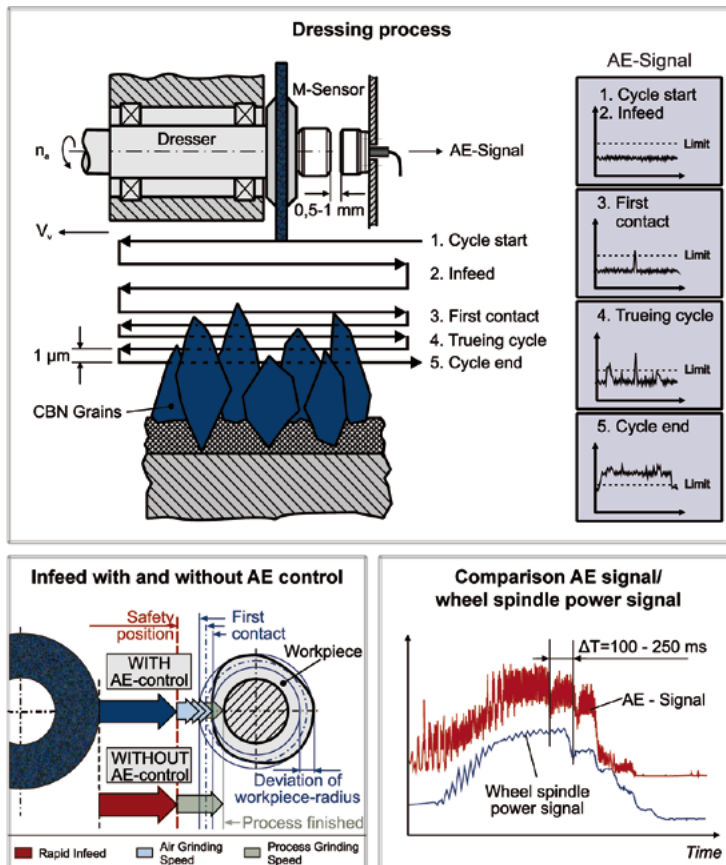 Dressing process
M-Sensor
Dresser
nₐ
AE-Signal
0,5-1 mm
Vᵥ
1. Cycle start
2. Infeed
3. First contact
4. Trueing cycle
5. Cycle end
1 µm
CBN Grains
AE-Signal
1. Cycle start
2. Infeed
Limit
3. First
contact
Limit
4. Trueing cycle
Limit
5. Cycle end
Limit
Infeed with and without AE control
Safety
position
First
contact
Workpiece
WITH
AE-control
WITHOUT
AE-control
Deviation of
workpiece-radius
Process finished
Rapid Infeed
Air Grinding
Speed
Process Grinding
Speed
Comparison AE signal/
wheel spindle power signal
ΔT=100 - 250 ms
AE - Signal
Wheel spindle
power signal
Time